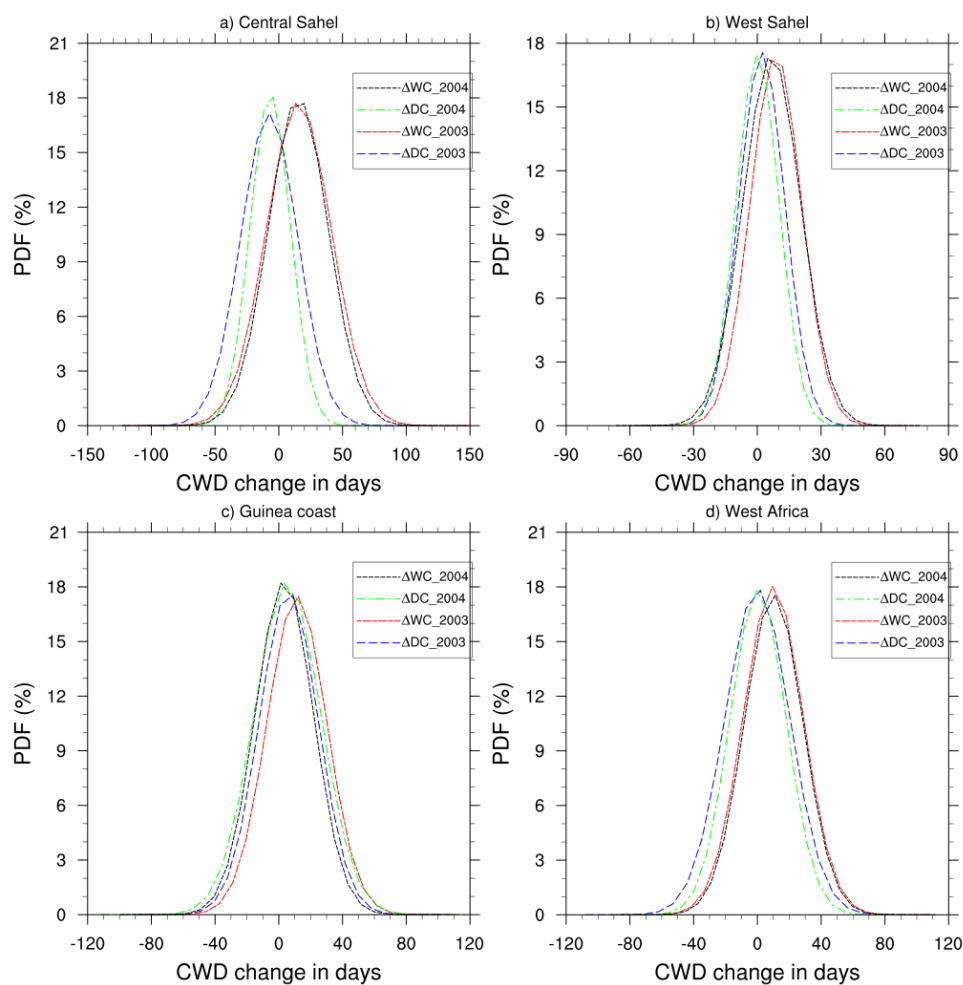 a) Central Sahel
21
18
15
12
9
6
3
0
PDF (%)
-150 -100 -50 0 50 100 150
CWD change in days
ΔWC_2004
ΔDC_2004
ΔWC_2003
ΔDC_2003
b) West Sahel
18
15
12
9
6
3
0
PDF (%)
-90 -60 -30 0 30 60 90
CWD change in days
ΔWC_2004
ΔDC_2004
ΔWC_2003
ΔDC_2003
c) Guinea coast
21
18
15
12
9
6
3
0
PDF (%)
-120 -80 -40 0 40 80 120
CWD change in days
ΔWC_2004
ΔDC_2004
ΔWC_2003
ΔDC_2003
d) West Africa
21
18
15
12
9
6
3
0
PDF (%)
-120 -80 -40 0 40 80 120
CWD change in days
ΔWC_2004
ΔDC_2004
ΔWC_2003
ΔDC_2003